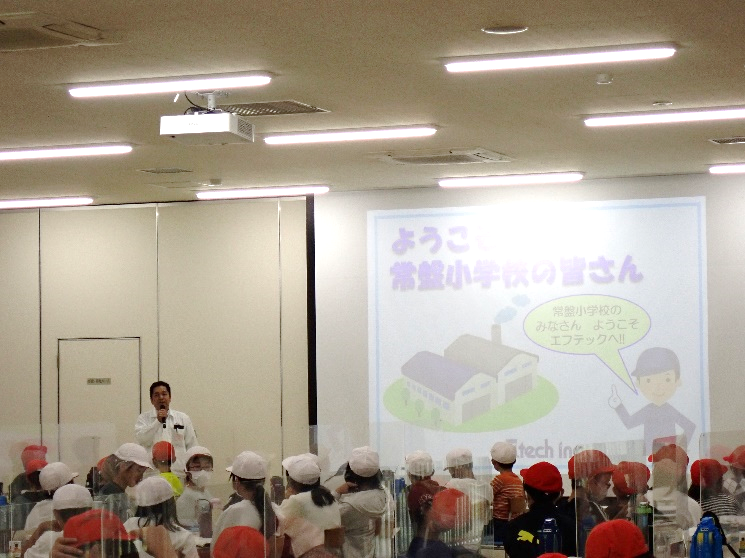 ようこ
常盤小学校の皆さん
常盤小学校の
みなさん ようこそ
エフテックへ!!
Ftech inc